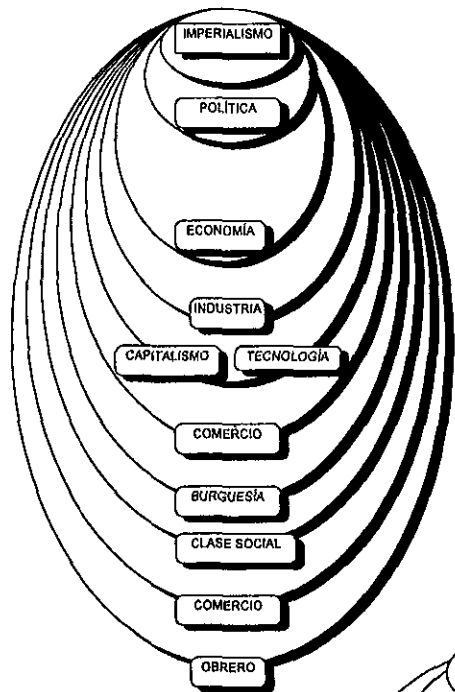 IMPERIALISMO
POLÍTICA
ECONOMÍA
INDUSTRIA
CAPITALISMO TECNOLOGÍA
COMERCIO
BURGUESÍA
CLASE SOCIAL
COMERCIO
OBRERO